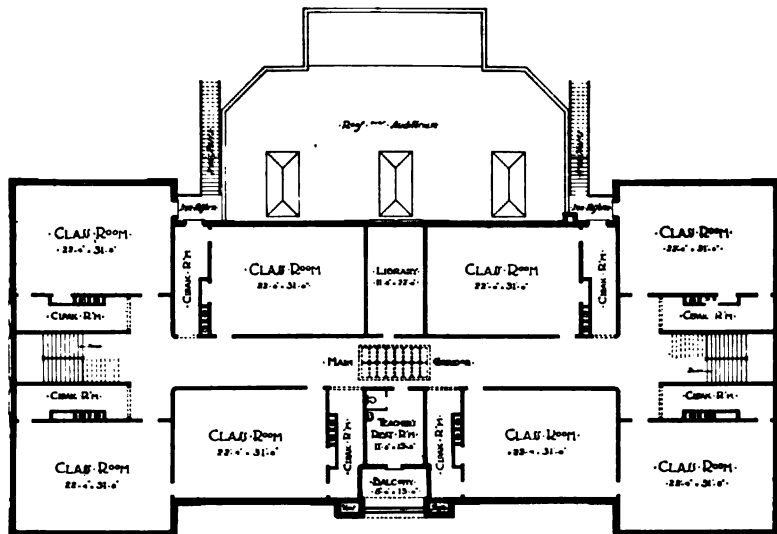 ·Roof over Auditorium·
·CLASS·ROOM·
22'-0"×31'-0"
·CLOAK·R'M·
·CLOAK·R'M·
·CLASS·ROOM·
22'-0"×31'-0"
·LIBRARY·
·CLASS·ROOM·
22'-0"×31'-0"
·CLOAK·R'M·
·CLASS·ROOM·
22'-0"×31'-0"
·CLOAK·R'M·
·MAIN· ·CORRIDOR·
·CLOAK·R'M·
·CLASS·ROOM
22'-0"×31'-0"
·CLASS·ROOM
22'-0"×31'-0"
·CLOAK·R'M·
TEACHERS
REST·R'M·
·BALCONY·
·CLOAK·R'M·
·CLASS·ROOM
22'-0"×31'-0"
·CLOAK·R'M·
·CLASS·ROOM·
22'-0"×31'-0"